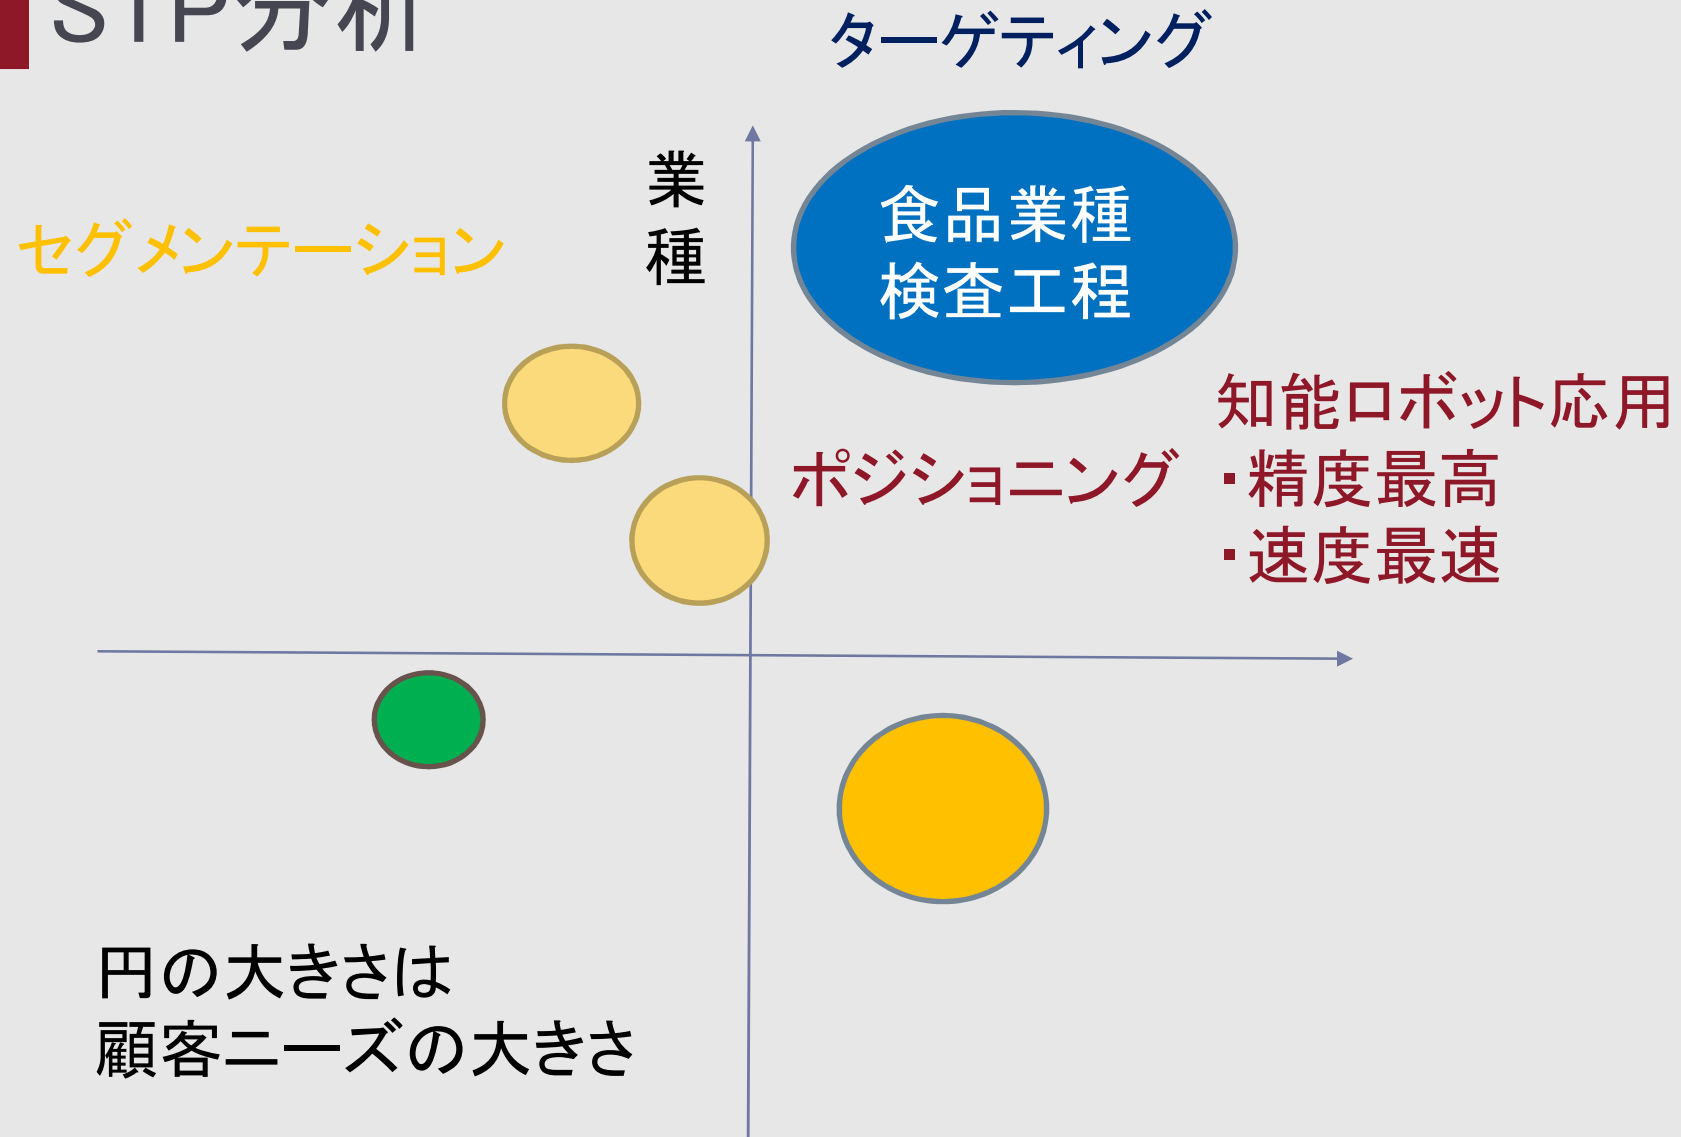 STP分析
ターゲティング
セグメンテーション
業
種
食品業種
検査工程
ポジショニング
知能ロボット応用
・精度最高
・速度最速
円の大きさは
顧客ニーズの大きさ